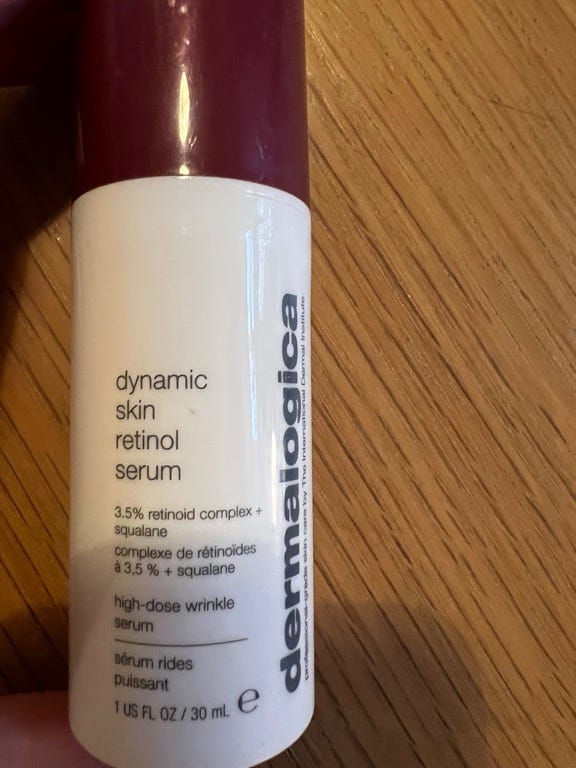 dynamic
skin
retinol
serum
3.5% retinoid complex +
squalane
complexe de rétinoïdes
à 3,5 % + squalane
high-dose wrinkle
serum
sérum rides
puissant
1 US FL OZ / 30 mL e
dermalogica
professional-grade skin care by The International Dermal Institute